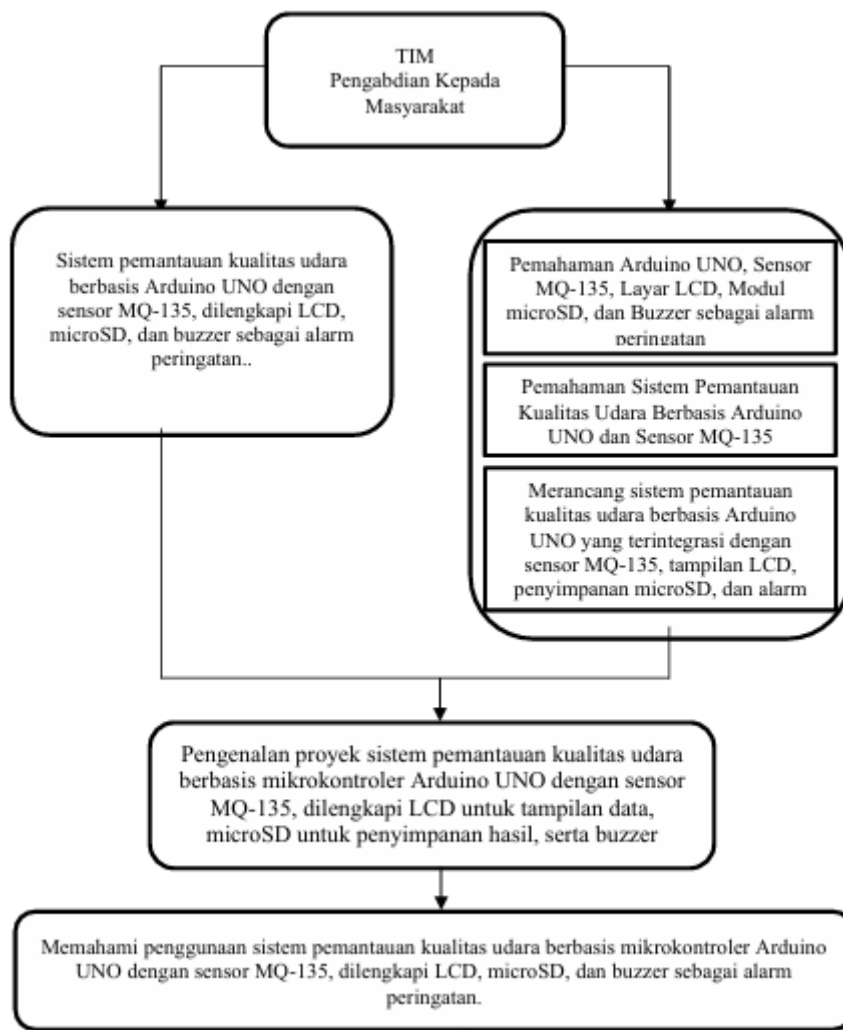 TIM
Pengabdian Kepada
Masyarakat
Sistem pemantauan kualitas udara
berbasis Arduino UNO dengan
sensor MQ-135, dilengkapi LCD,
microSD, dan buzzer sebagai alarm
peringatan..
Pemahaman Arduino UNO, Sensor
MQ-135, Layar LCD, Modul
microSD, dan Buzzer sebagai alarm
peringatan
Pemahaman Sistem Pemantauan
Kualitas Udara Berbasis Arduino
UNO dan Sensor MQ-135
Merancang sistem pemantauan
kualitas udara berbasis Arduino
UNO yang terintegrasi dengan
sensor MQ-135, tampilan LCD,
penyimpanan microSD, dan alarm
Pengenalan proyek sistem pemantauan kualitas udara
berbasis mikrokontroler Arduino UNO dengan sensor
MQ-135, dilengkapi LCD untuk tampilan data,
microSD untuk penyimpanan hasil, serta buzzer
Memahami penggunaan sistem pemantauan kualitas udara berbasis mikrokontroler Arduino
UNO dengan sensor MQ-135, dilengkapi LCD, microSD, dan buzzer sebagai alarm
peringatan.